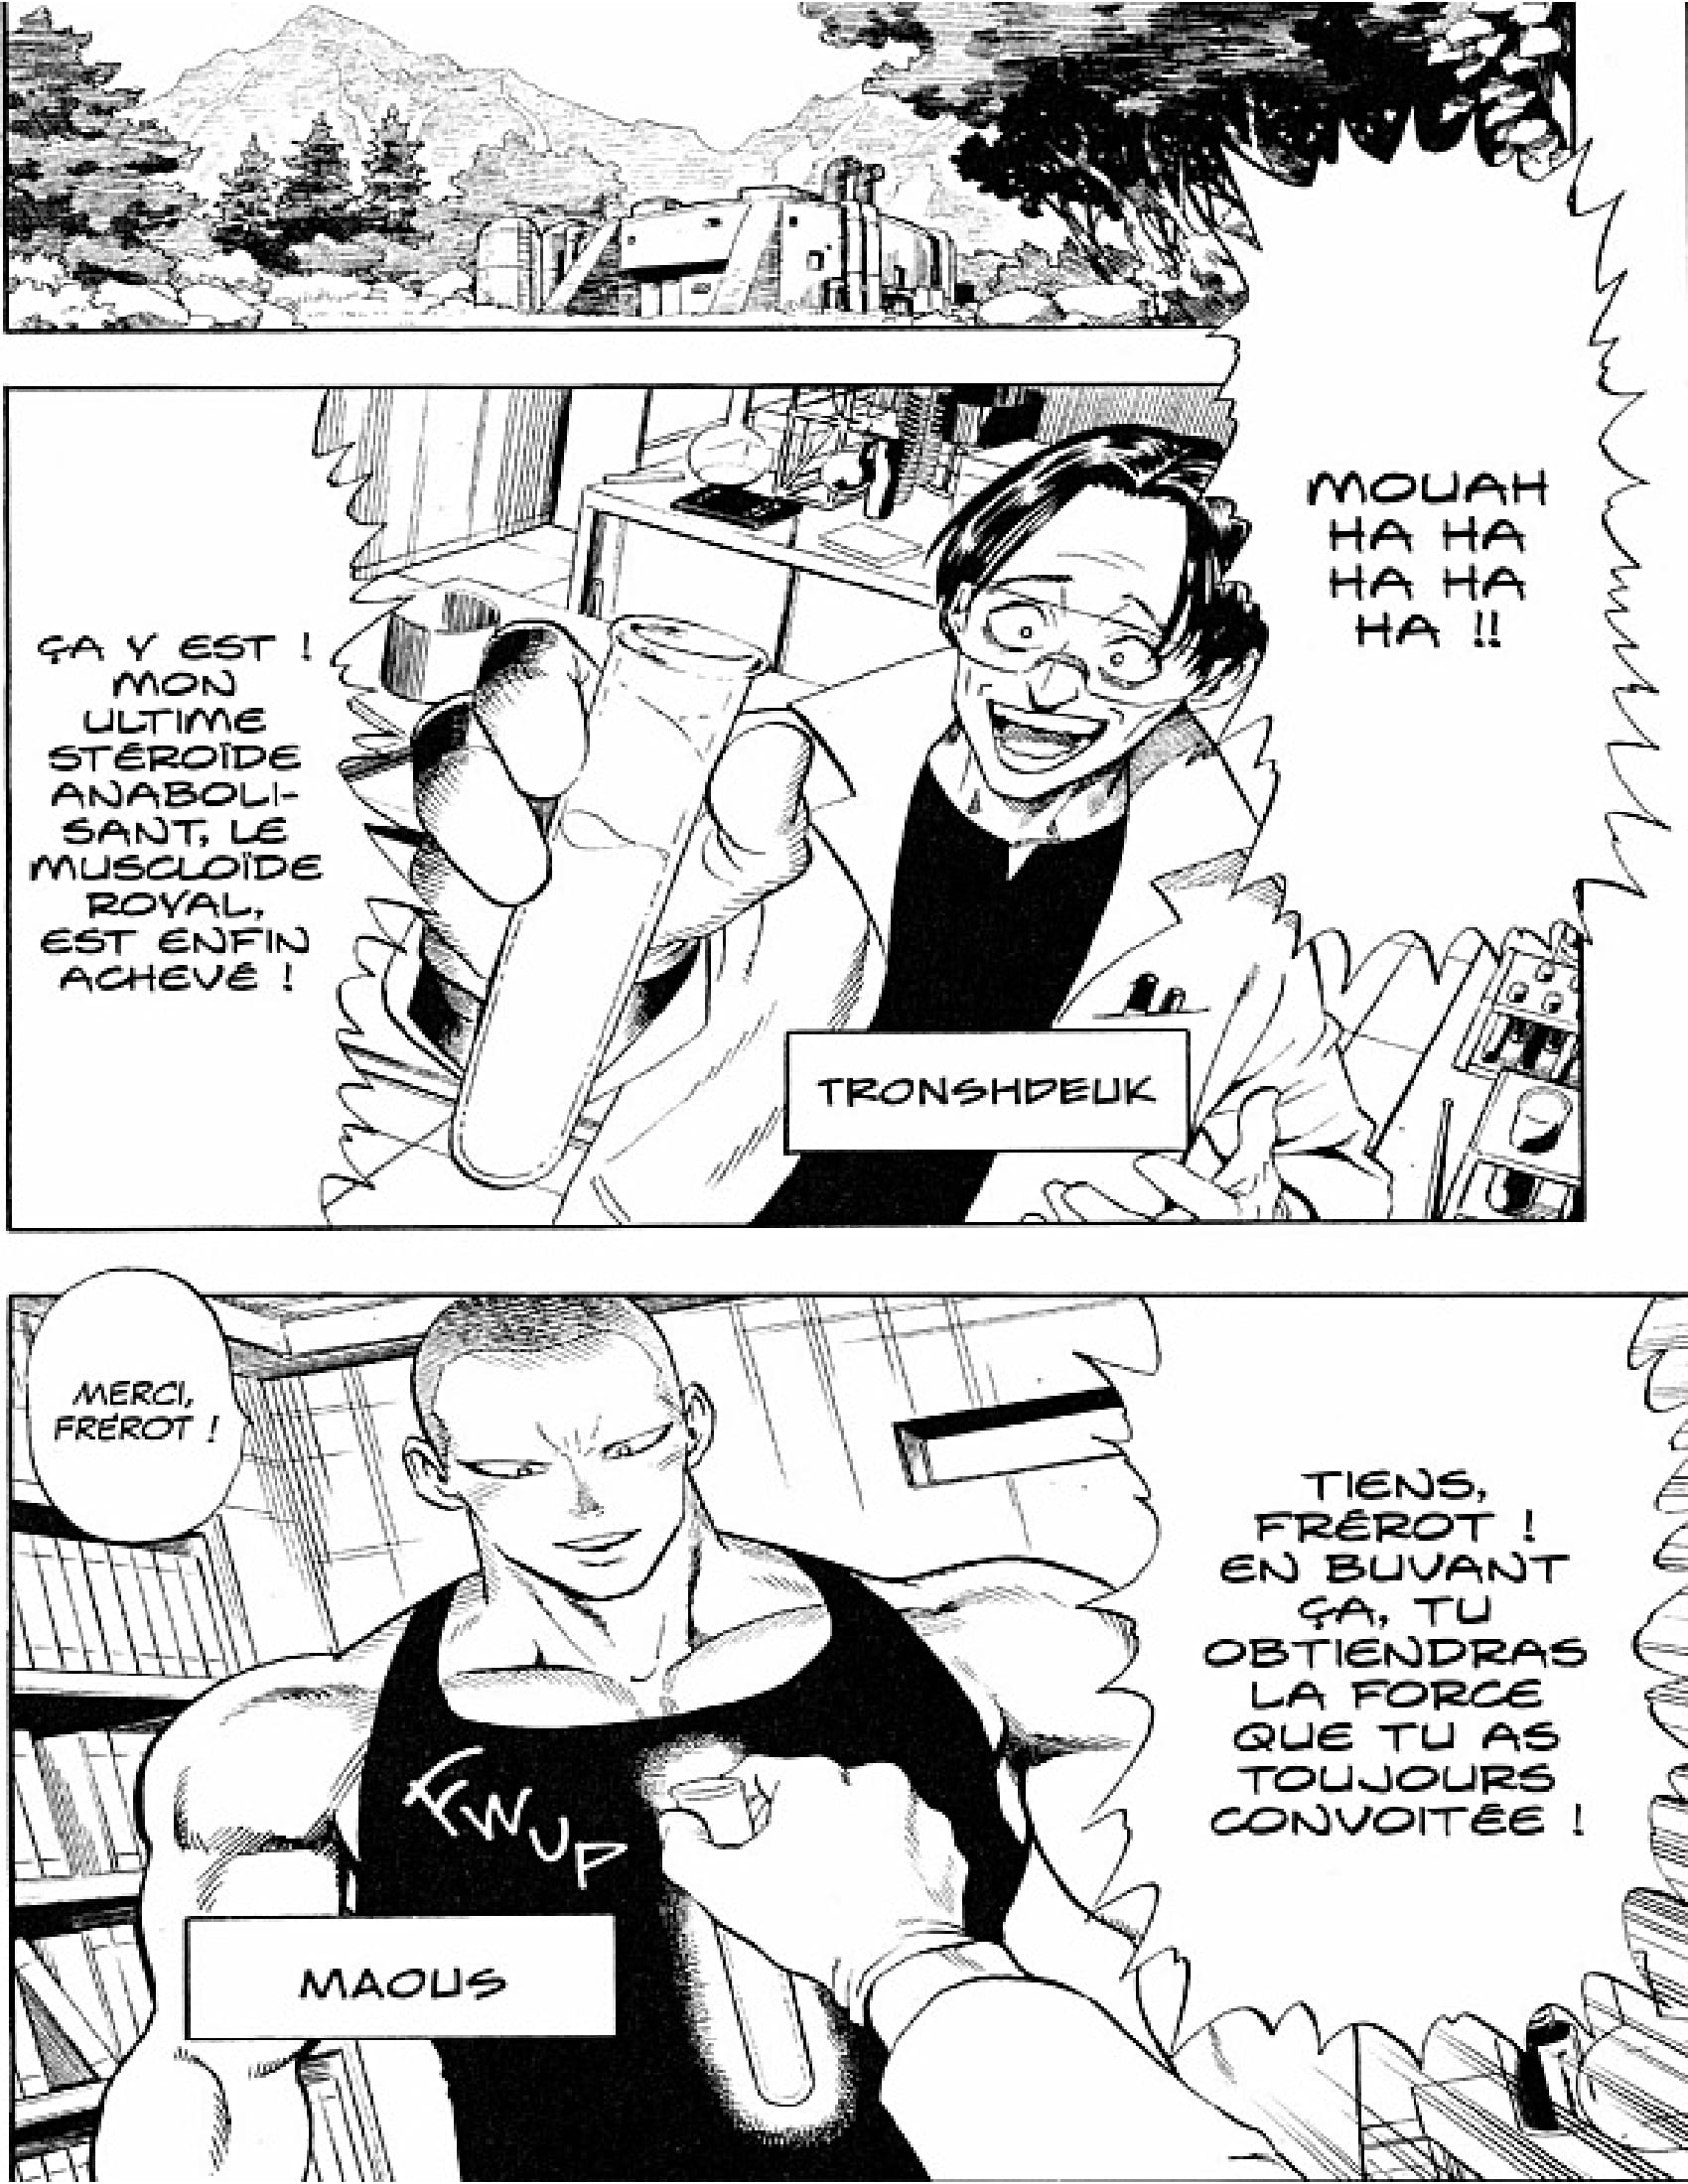 MOUAH
HA HA
HA HA
HA !!
ÇA Y EST !
MON
ULTIME
STÉROÏDE
ANABOLI-
SANT, LE
MUSCLOÏDE
ROYAL,
EST ENFIN
ACHEVÉ !
TRONSHDEUK
TIENS,
FRÉROT !
EN BUVANT
ÇA, TU
OBTIENDRAS
LA FORCE
QUE TU AS
TOUJOURS
CONVOITÉE !
MERCI,
FRÉROT !
FWUP
MAOUS